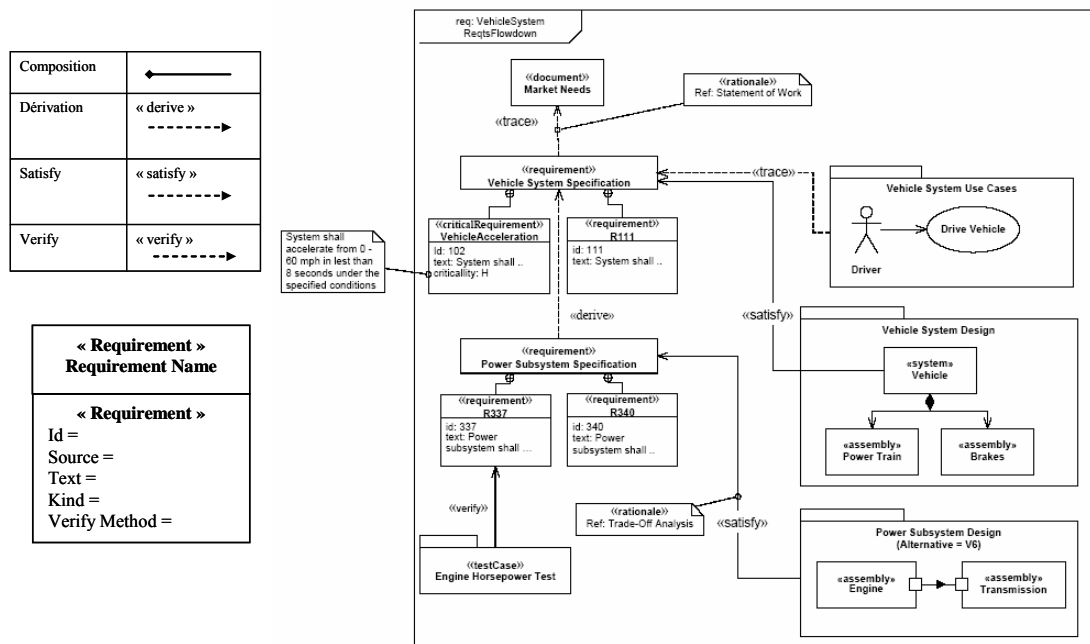 Composition
Dérivation
« derive »
Satisfy
« satisfy »
Verify
« verify »
« Requirement »
Requirement Name
« Requirement »
Id =
Source =
Text =
Kind =
Verify Method =
req: VehicleSystem
ReqtsFlowdown
«document»
Market Needs
«rationale»
Ref: Statement of Work
«trace»
«requirement»
Vehicle System Specification
«trace»
Vehicle System Use Cases
Drive Vehicle
Driver
System shall
accelerate from 0 -
60 mph in lest than
8 seconds under the
specified conditions
«criticalRequirement»
VehicleAcceleration
Id: 102
text: System shall ..
criticallity: H
«requirement»
R111
id: 111
text: System shall ..
«derive»
«satisfy»
Vehicle System Design
«system»
Vehicle
«assembly»
Power Train
«assembly»
Brakes
«requirement»
Power Subsystem Specification
«requirement»
R337
id: 337
text: Power
subsystem shall ....
«requirement»
R340
id: 340
text: Power
subsystem shall ..
«verify»
«rationale»
Ref: Trade-Off Analysis
«satisfy»
«testCase»
Engine Horsepower Test
Power Subsystem Design
(Alternative = V6)
«assembly»
Engine
«assembly»
Transmission